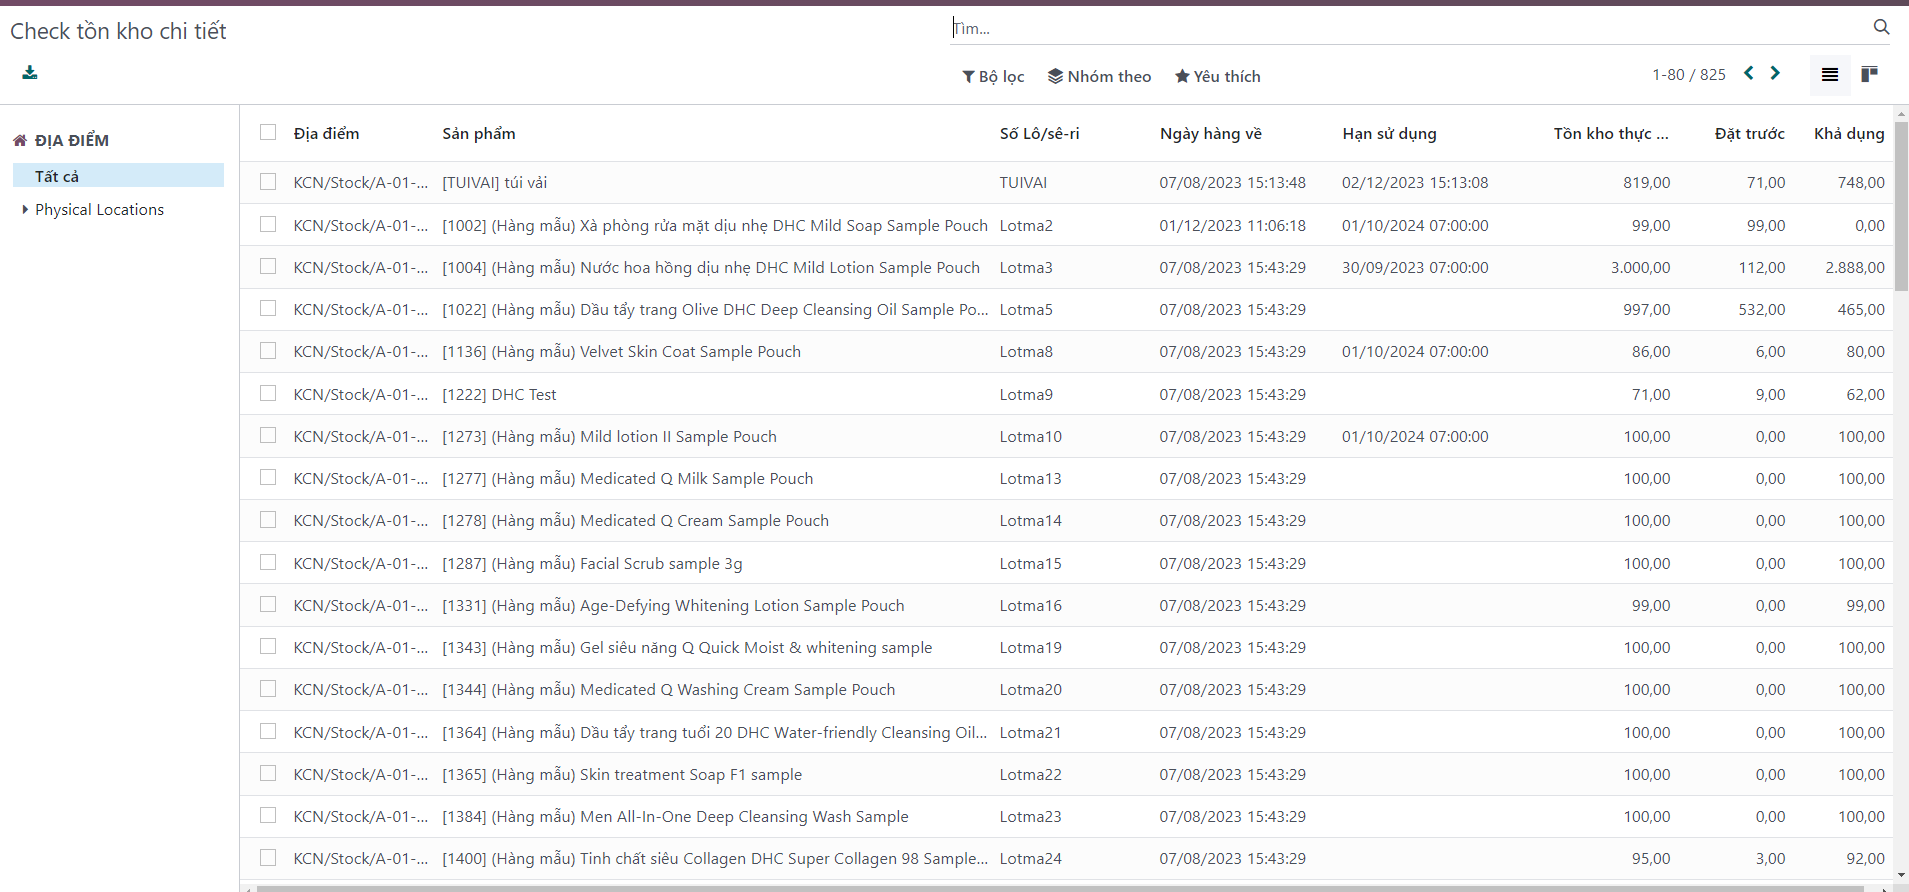 Check tồn kho chi tiết
Tìm...
Bộ lọc Nhóm theo Yêu thích
1-80 / 825
ĐỊA ĐIỂM
Tất cả
Physical Locations
Địa điểm Sản phẩm Số Lô/sê-ri Ngày hàng về Hạn sử dụng Tồn kho thực ... Đặt trước Khả dụng
KCN/Stock/A-01-... [TUIVAI] túi vải TUIVAI 07/08/2023 15:13:48 02/12/2023 15:13:08 819,00 71,00 748,00
KCN/Stock/A-01-... [1002] (Hàng mẫu) Xà phòng rửa mặt dịu nhẹ DHC Mild Soap Sample Pouch Lotma2 01/12/2023 11:06:18 01/10/2024 07:00:00 99,00 99,00 0,00
KCN/Stock/A-01-... [1004] (Hàng mẫu) Nước hoa hồng dịu nhẹ DHC Mild Lotion Sample Pouch Lotma3 07/08/2023 15:43:29 30/09/2023 07:00:00 3.000,00 112,00 2.888,00
KCN/Stock/A-01-... [1022] (Hàng mẫu) Dầu tẩy trang Olive DHC Deep Cleansing Oil Sample Po... Lotma5 07/08/2023 15:43:29 997,00 532,00 465,00
KCN/Stock/A-01-... [1136] (Hàng mẫu) Velvet Skin Coat Sample Pouch Lotma8 07/08/2023 15:43:29 01/10/2024 07:00:00 86,00 6,00 80,00
KCN/Stock/A-01-... [1222] DHC Test Lotma9 07/08/2023 15:43:29 71,00 9,00 62,00
KCN/Stock/A-01-... [1273] (Hàng mẫu) Mild lotion II Sample Pouch Lotma10 07/08/2023 15:43:29 01/10/2024 07:00:00 100,00 0,00 100,00
KCN/Stock/A-01-... [1277] (Hàng mẫu) Medicated Q Milk Sample Pouch Lotma13 07/08/2023 15:43:29 100,00 0,00 100,00
KCN/Stock/A-01-... [1278] (Hàng mẫu) Medicated Q Cream Sample Pouch Lotma14 07/08/2023 15:43:29 100,00 0,00 100,00
KCN/Stock/A-01-... [1287] (Hàng mẫu) Facial Scrub sample 3g Lotma15 07/08/2023 15:43:29 100,00 0,00 100,00
KCN/Stock/A-01-... [1331] (Hàng mẫu) Age-Defying Whitening Lotion Sample Pouch Lotma16 07/08/2023 15:43:29 99,00 0,00 99,00
KCN/Stock/A-01-... [1343] (Hàng mẫu) Gel siêu năng Q Quick Moist & whitening sample Lotma19 07/08/2023 15:43:29 100,00 0,00 100,00
KCN/Stock/A-01-... [1344] (Hàng mẫu) Medicated Q Washing Cream Sample Pouch Lotma20 07/08/2023 15:43:29 100,00 0,00 100,00
KCN/Stock/A-01-... [1364] (Hàng mẫu) Dầu tẩy trang tuổi 20 DHC Water-friendly Cleansing Oil... Lotma21 07/08/2023 15:43:29 100,00 0,00 100,00
KCN/Stock/A-01-... [1365] (Hàng mẫu) Skin treatment Soap F1 sample Lotma22 07/08/2023 15:43:29 100,00 0,00 100,00
KCN/Stock/A-01-... [1384] (Hàng mẫu) Men All-In-One Deep Cleansing Wash Sample Lotma23 07/08/2023 15:43:29 100,00 0,00 100,00
KCN/Stock/A-01-... [1400] (Hàng mẫu) Tinh chất siêu Collagen DHC Super Collagen 98 Sample... Lotma24 07/08/2023 15:43:29 95,00 3,00 92,00